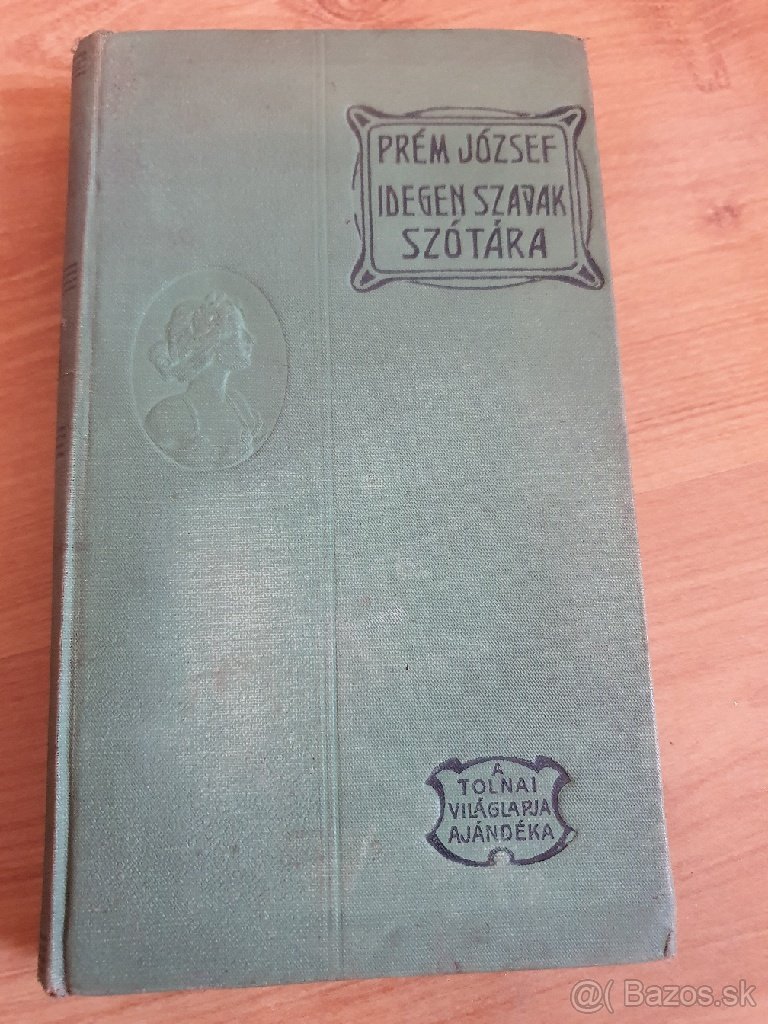 PRÉM JÓZSEF
IDEGEN SZAVAK
SZÓTÁRA
A
TOLNAI
VILÁGLAPJA
AJÁNDÉKA
@( Bazos.sk